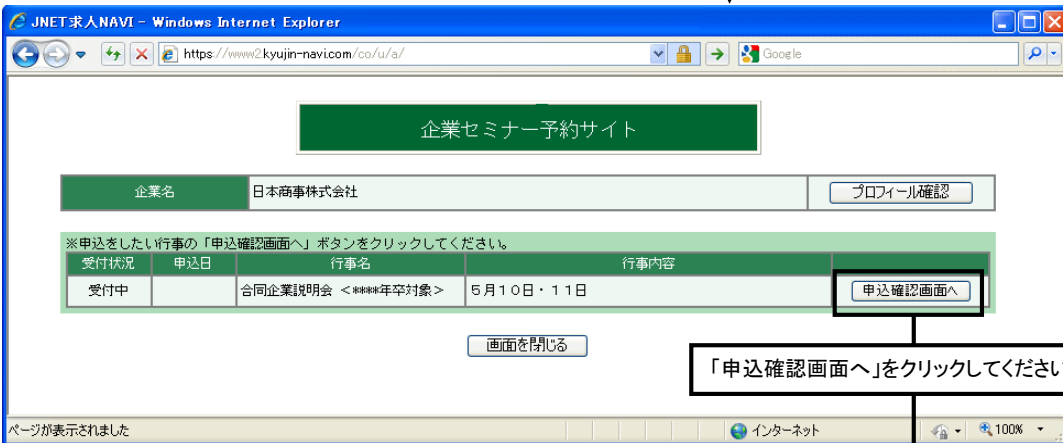 JNET求人NAVI - Windows Internet Explorer
https://www2.kyujin-navi.com/co/u/a/
Google
企業セミナー予約サイト
企業名 日本商事株式会社 プロフィール確認
※申込をしたい行事の「申込確認画面へ」ボタンをクリックしてください。
受付状況 申込日 行事名 行事内容
受付中 合同企業説明会 <****年卒対象> 5月10日・11日 申込確認画面へ
画面を閉じる
「申込確認画面へ」をクリックしてください
ページが表示されました インターネット 100%